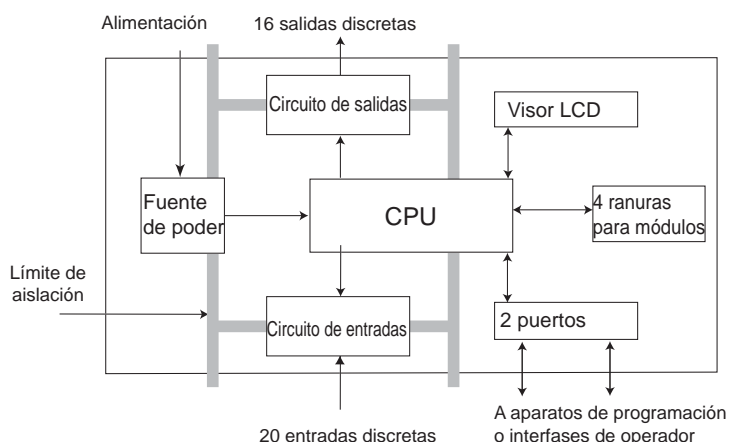 Alimentación
16 salidas discretas
Circuito de salidas
Visor LCD
Fuente
de poder
CPU
4 ranuras
para módulos
Límite de
aislación
Circuito de entradas
2 puertos
20 entradas discretas
A aparatos de programación
o interfases de operador